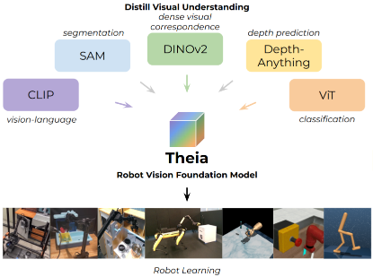 Distill Visual Understanding
segmentation
dense visual
correspondence
depth prediction
SAM
DINOv2
Depth-
Anything
CLIP
ViT
vision-language
classification
Theia
Robot Vision Foundation Model
Robot Learning